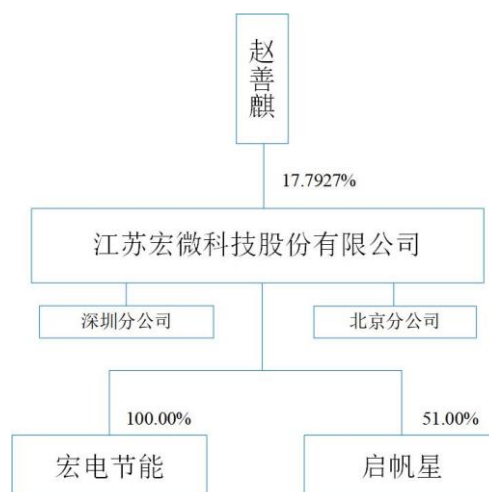 赵善麒
17.7927%
江苏宏微科技股份有限公司
深圳分公司
北京分公司
100.00%
51.00%
宏电节能
启帆星